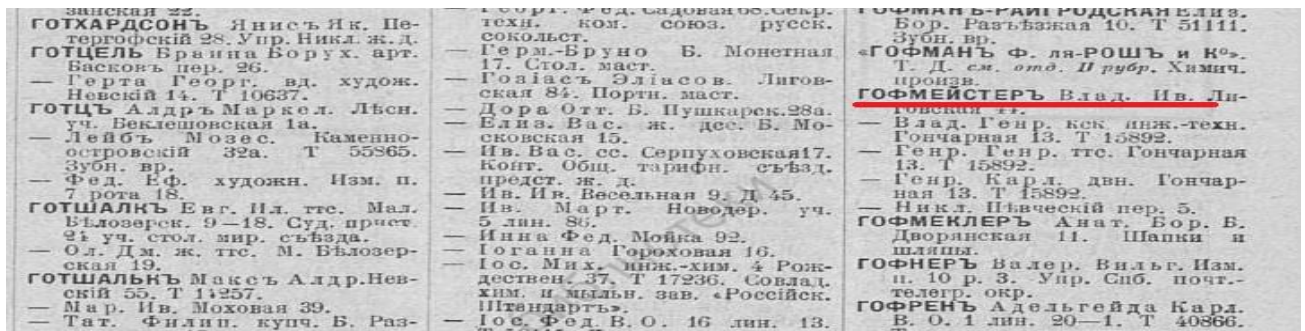 занская 22.
ГОТХАРДСОНЪ Янисъ Як. Пе-
тергофскій 28. Упр. Никл. ж. д.
ГОТЦЕЛЬ Браина Борух. арт.
Басковъ пер. 26.
— Герта Георг. вд. худож.
Невскій 14. Т 10637.
ГОТЦЪ Алдръ Маркел. Лѣсн.
уч. Беклешовская 1а.
— Лейбъ Мозес. Каменно-
островскій 32а. Т 55865.
Зубн. вр.
— Фед. Еф. художн. Изм. п.
7 рота 18.
ГОТШАЛКЪ Евг. Ил. ттс. Мал.
Бѣлозерск. 9—18. Суд. прист.
21 уч. стол. мир. съѣзда.
— Ол. Дм. ж. ттс. М. Бѣлозер-
ская 19.
ГОТШАЛЬКЪ Максъ Алдр. Нев-
скій 55. Т 11257.
— Мар. Ив. Моховая 39.
— Тат. Филип. купч. Б. Раз-
— Георг. Фед. Садовая 68. Секр.
техн. ком. союз. русск.
сокольст.
— Герм.-Бруно Б. Монетная
17. Стол. маст.
— Гозіасъ Эліасов. Лигов-
ская 84. Портн. маст.
— Дора Отт. Б. Пушкарск. 28а.
— Елиз. Вас. ж. дсс. Б. Мо-
сковская 15.
— Ив. Вас. сс. Серпуховская 17.
Конт. Общ. тарифн. съѣзд.
предст. ж. д.
— Ив. Ив. Весельная 9. Д 45.
— Ив. Март. Новодер. уч.
5 лин. 86.
— Инна Фед. Мойка 92.
— Іоганна Гороховая 16.
— Іос. Мих. инж.-хим. 4 Рож-
дествен. 37. Т 17236. Совлад.
хим. и мыльн. зав. «Россійск.
Штандартъ».
— Іос. Фед. В. О. 16 лин. 13.
ГОФМАНЪ-РАЙГРОДСКАЯ Елиз.
Бор. Разъѣзжая 10. Т 51111.
Зубн. вр.
«ГОФМАНЪ Ф. ля-РОШЪ и Ко».
Т. Д. см. отд. II рубр. Химич.
произв.
ГОФМЕЙСТЕРЪ Влад. Ив. Ли-
говская 44.
— Влад. Генр. кск. инж.-техн.
Гончарная 13. Т 15892.
— Генр. Генр. ттс. Гончарная
13. Т 15892.
— Генр. Карл. двн. Гончар-
ная 13. Т 15892.
— Никл. Пѣвческій пер. 5.
ГОФМЕКЛЕРЪ Анат. Бор. Б.
Дворянская 11. Шапки и
шляпы.
ГОФНЕРЪ Валер. Вильг. Изм.
п. 10 р. 3. Упр. Спб. почт.-
телегр. окр.
ГОФРЕНЪ Адельгейда Карл.
В. О. 1 лин. 20—1. Т 40866.